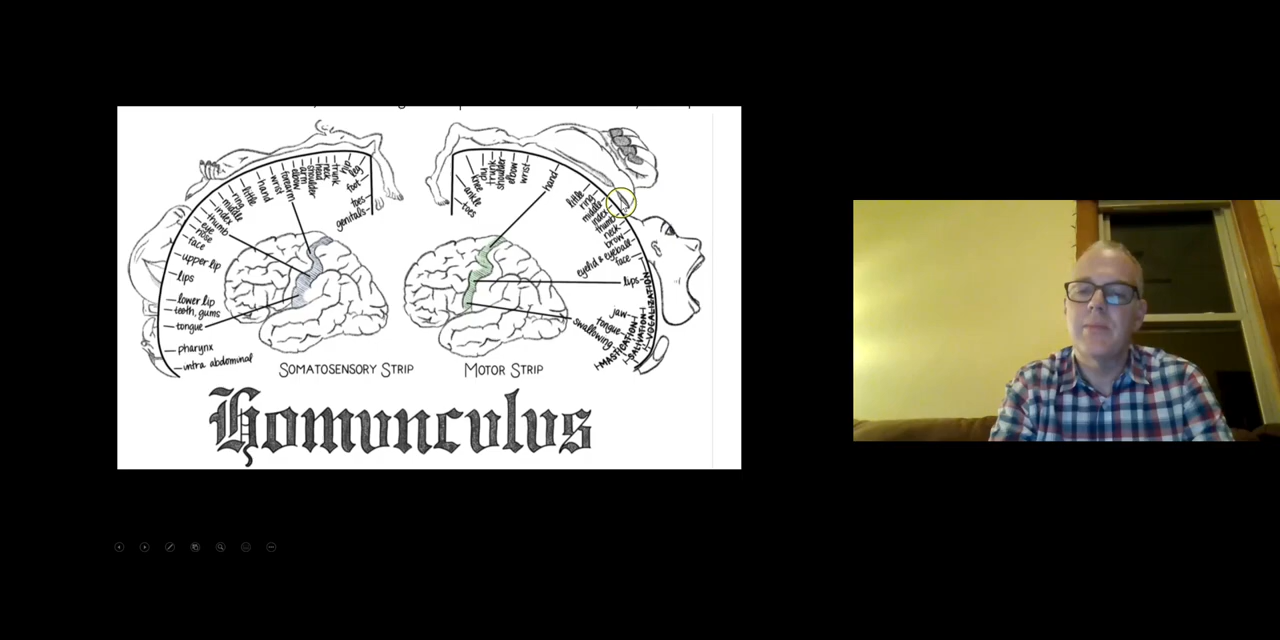 hip
leg
trunk
neck
head
shoulder
arm
elbow
forearm
wrist
hand
little
ring
middle
index
thumb
eye
nose
face
upper lip
lips
lower lip
teeth, gums
tongue
pharynx
intra abdominal
foot
toes
genitals
SOMATOSENSORY STRIP
knee
hip
trunk
shoulder
elbow
wrist
hand
ankle
toes
little
ring
middle
index
thumb
neck
brow
eyelid & eyeball
face
lips
jaw
tongue
swallowing
MASTICATION
SALIVATION
VOCALIZATION
MOTOR STRIP
Homunculus